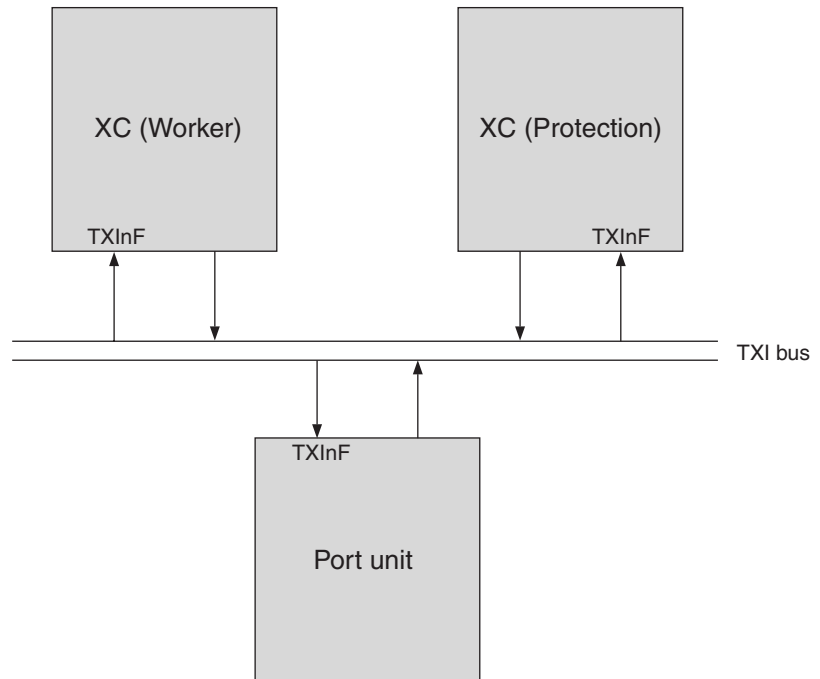 XC (Worker)
XC (Protection)
TXInF
TXInF
TXI bus
TXInF
Port unit